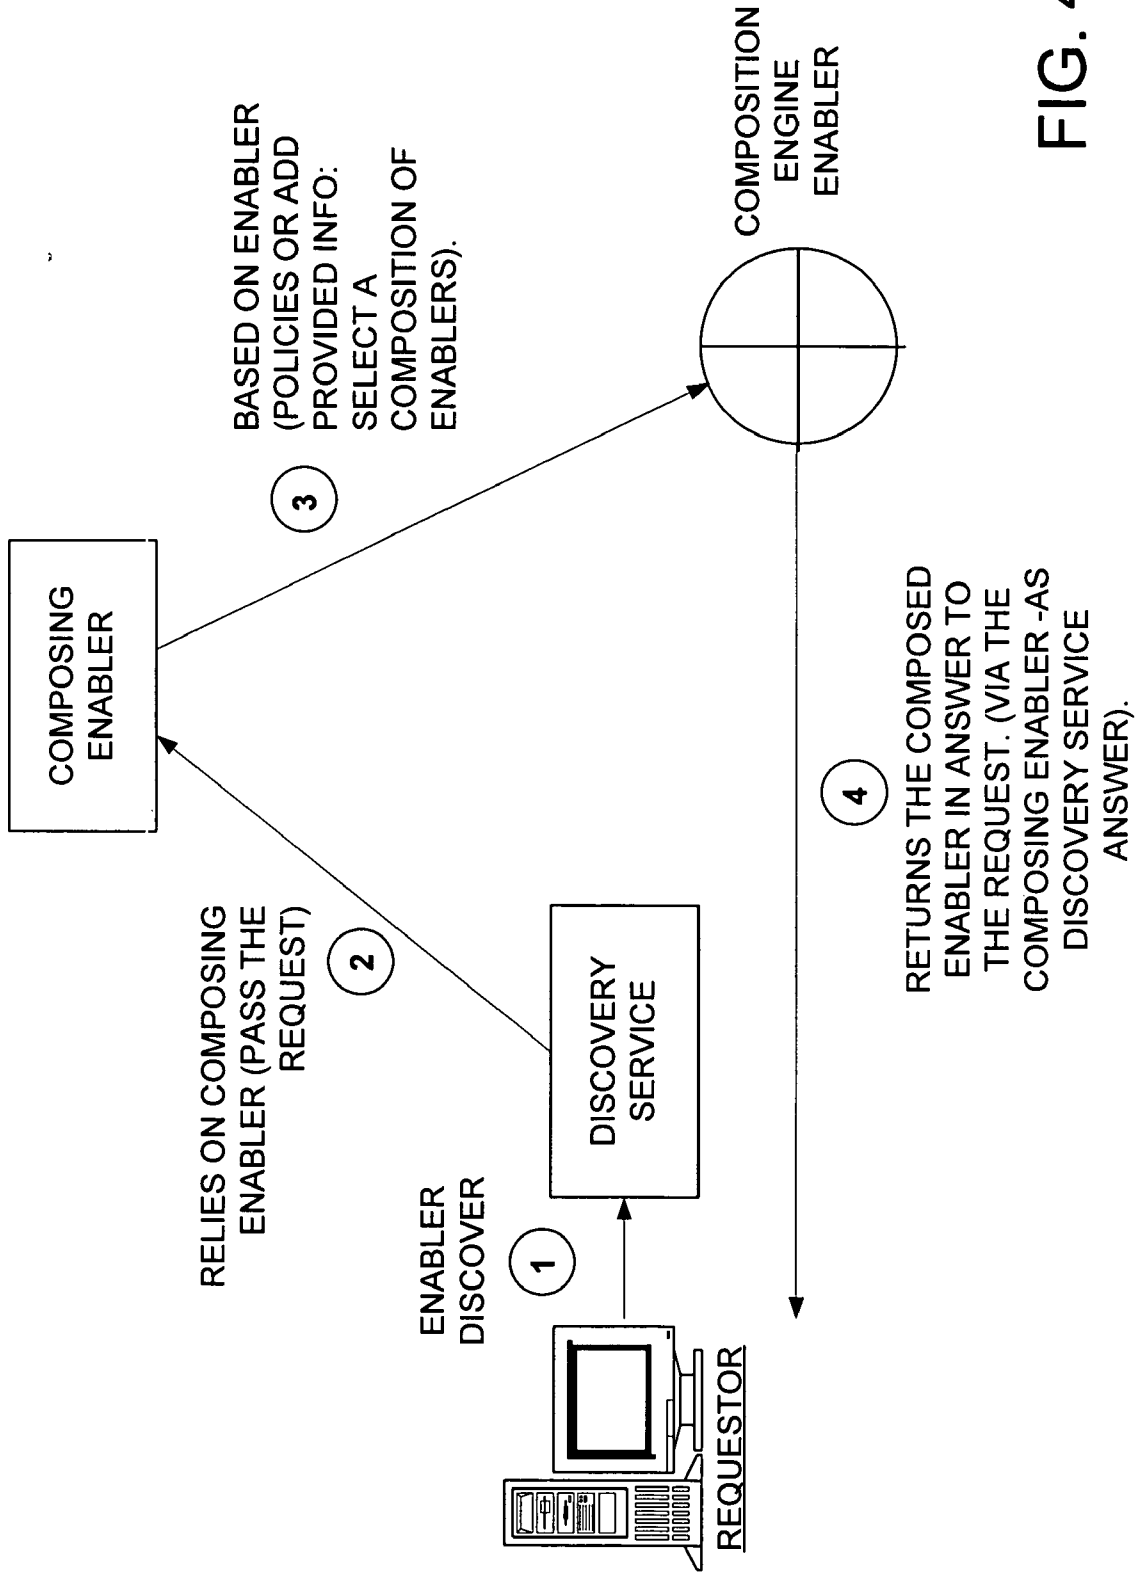 COMPOSING
ENABLER
RELIES ON COMPOSING
ENABLER (PASS THE
REQUEST)
2
3
BASED ON ENABLER
(POLICIES OR ADD
PROVIDED INFO:
SELECT A
COMPOSITION OF
ENABLERS).
ENABLER
DISCOVER
1
DISCOVERY
SERVICE
REQUESTOR
COMPOSITION
ENGINE
ENABLER
4
RETURNS THE COMPOSED
ENABLER IN ANSWER TO
THE REQUEST. (VIA THE
COMPOSING ENABLER -AS
DISCOVERY SERVICE
ANSWER).
FIG.